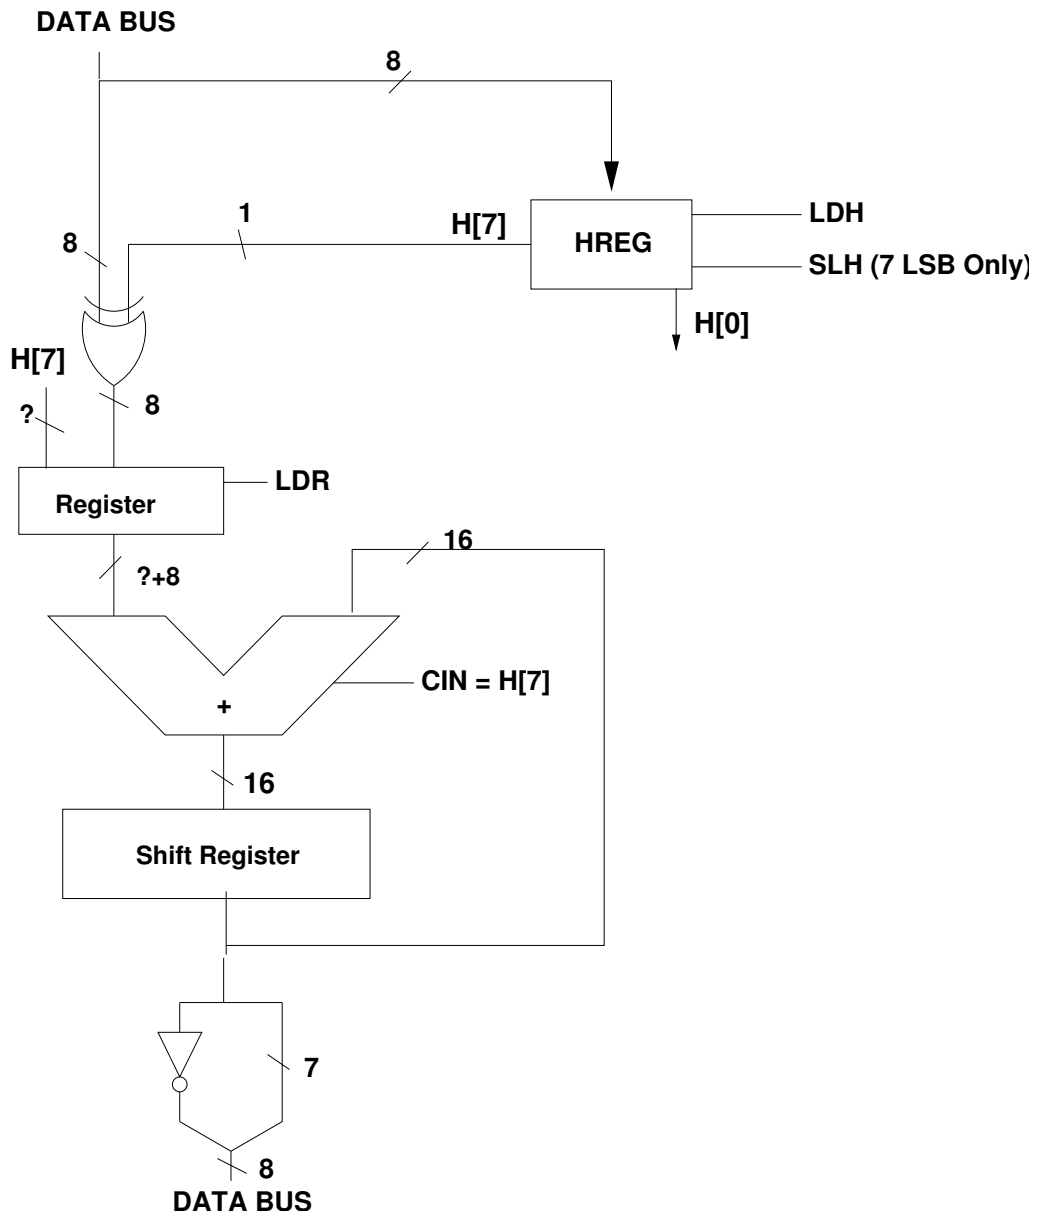 DATA BUS
8
1
8
H[7]
HREG
LDH
SLH (7 LSB Only)
H[0]
H[7]
?
8
Register
LDR
?+8
16
CIN = H[7]
+
16
Shift Register
7
8
DATA BUS